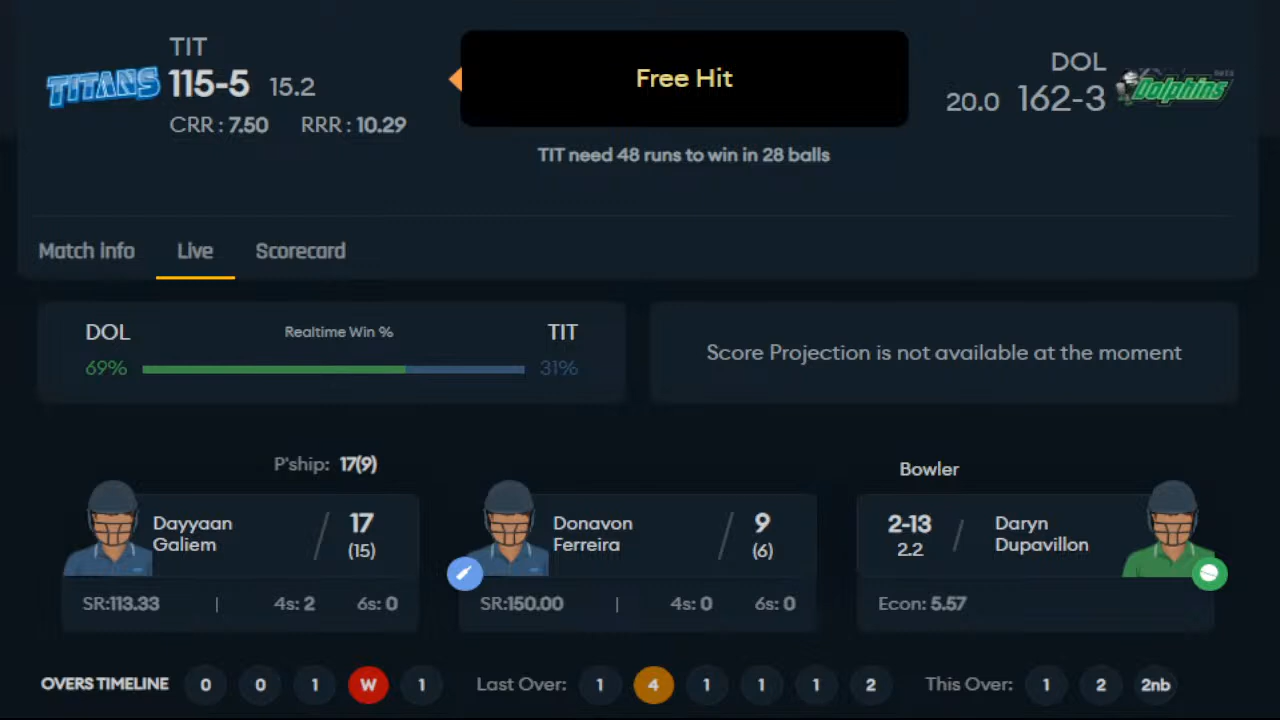 TIT
TITANS 115-5 15.2
CRR : 7.50 RRR : 10.29
Free Hit
TIT need 48 runs to win in 28 balls
DOL
20.0 162-3 Dolphins
Match info Live Scorecard
DOL Realtime Win % TIT
69% 31%
Score Projection is not available at the moment
P'ship: 17(9)
Dayyaan 17
Galiem (15)
SR:113.33 | 4s: 2 6s: 0
Donavon 9
Ferreira (6)
SR:150.00 | 4s: 0 6s: 0
Bowler
2-13 Daryn
2.2 Dupavillon
Econ: 5.57
OVERS TIMELINE 0 0 1 W 1 Last Over: 1 4 1 1 1 2 This Over: 1 2 2nb